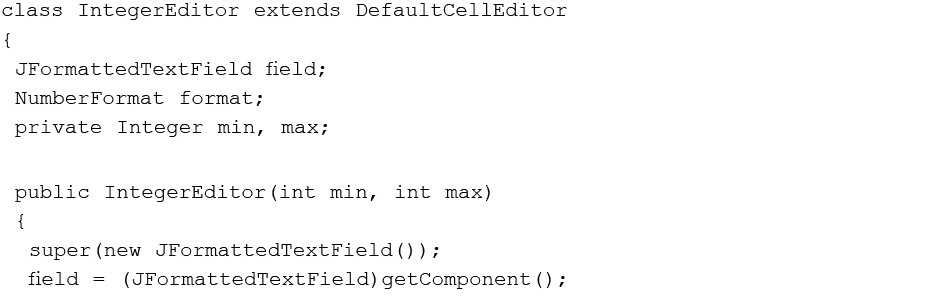 class IntegerEditor extends DefaultCellEditor
{
JFormattedTextField field;
NumberFormat format;
private Integer min, max;
public IntegerEditor(int min, int max)
{
super(new JFormattedTextField());
field = (JFormattedTextField)getComponent();